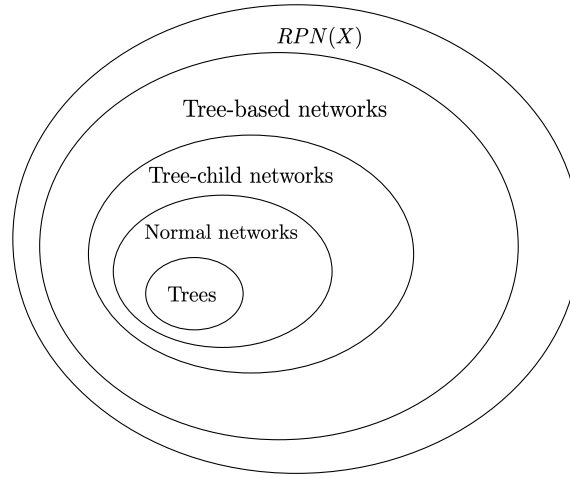 RPN(X)
Tree-based networks
Tree-child networks
Normal networks
Trees